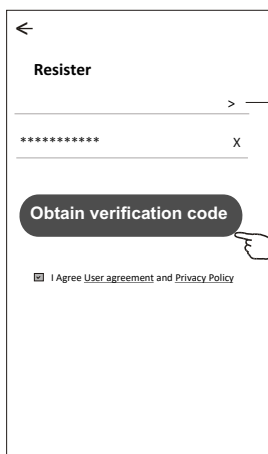 Resister
>
*********** X
Obtain verification code
I Agree User agreement and Privacy Policy